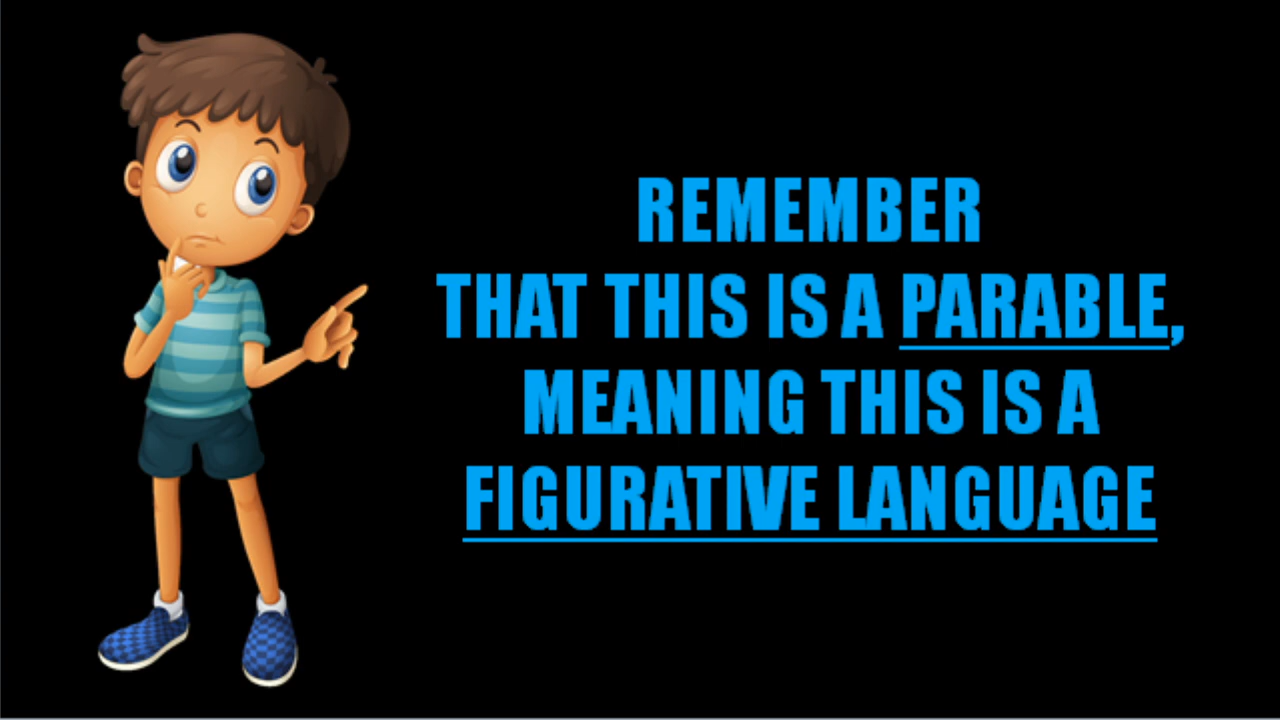 REMEMBER
THAT THIS IS A PARABLE,
MEANING THIS IS A
FIGURATIVE LANGUAGE